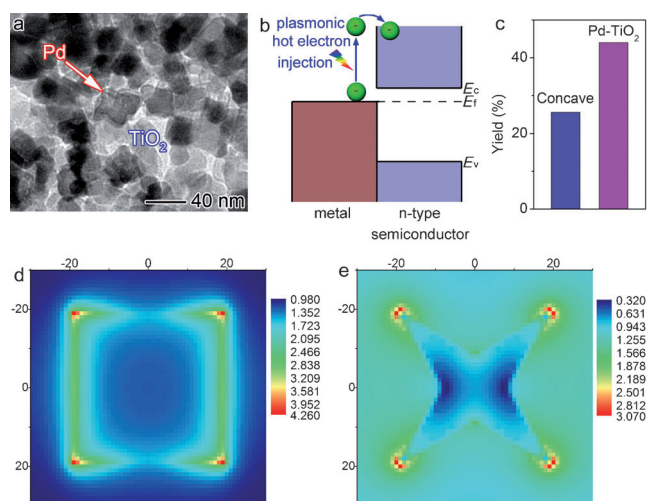 a
Pd
TiO2
40 nm
b
plasmonic
hot electron
injection
Ec
Ef
Ev
metal
n-type
semiconductor
c
Pd-TiO2
Concave
Yield (%)
40
20
0
d
-20
0
20
-20
0
20
0.980
1.352
1.723
2.095
2.466
2.838
3.209
3.581
3.952
4.260
e
-20
0
20
-20
0
20
0.320
0.631
0.943
1.255
1.566
1.878
2.189
2.501
2.812
3.070